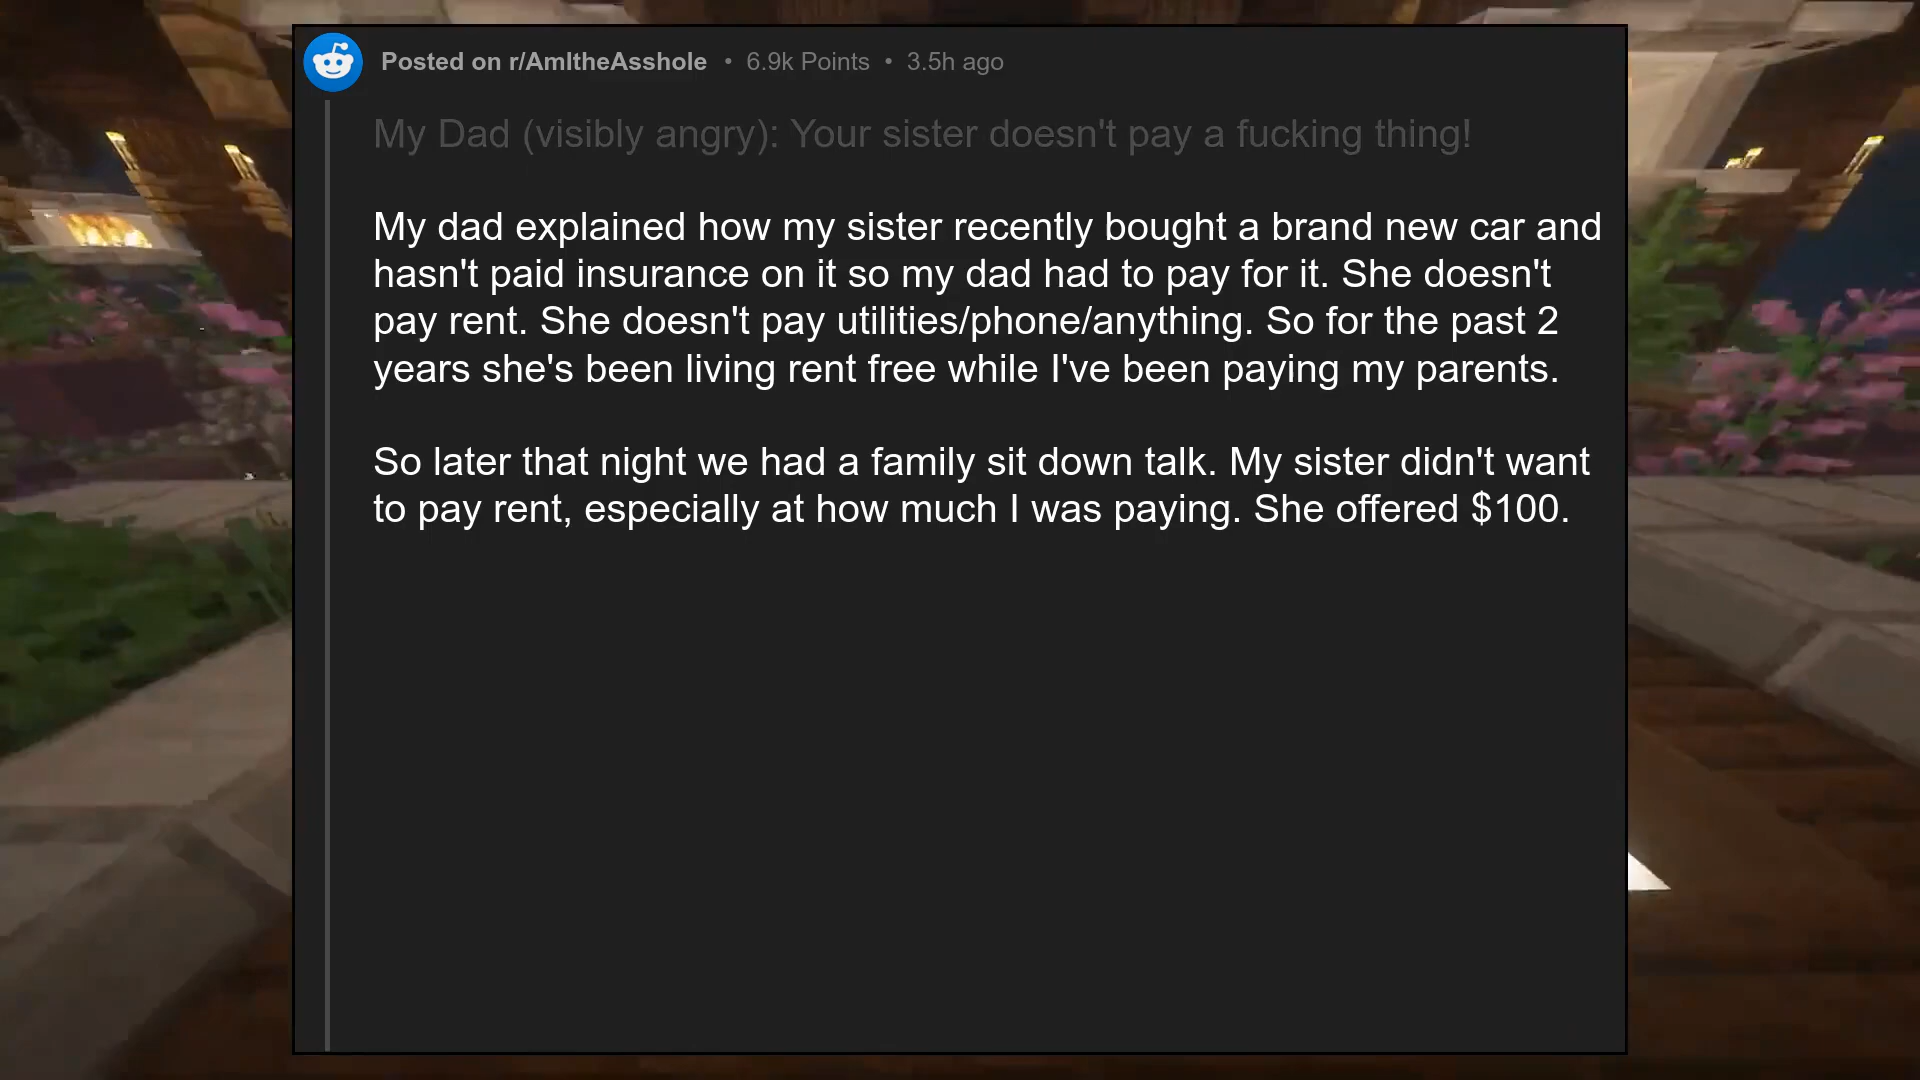 Posted on r/AmItheAsshole • 6.9k Points • 3.5h ago
My Dad (visibly angry): Your sister doesn't pay a fucking thing!
My dad explained how my sister recently bought a brand new car and
hasn't paid insurance on it so my dad had to pay for it. She doesn't
pay rent. She doesn't pay utilities/phone/anything. So for the past 2
years she's been living rent free while I've been paying my parents.
So later that night we had a family sit down talk. My sister didn't want
to pay rent, especially at how much I was paying. She offered $100.